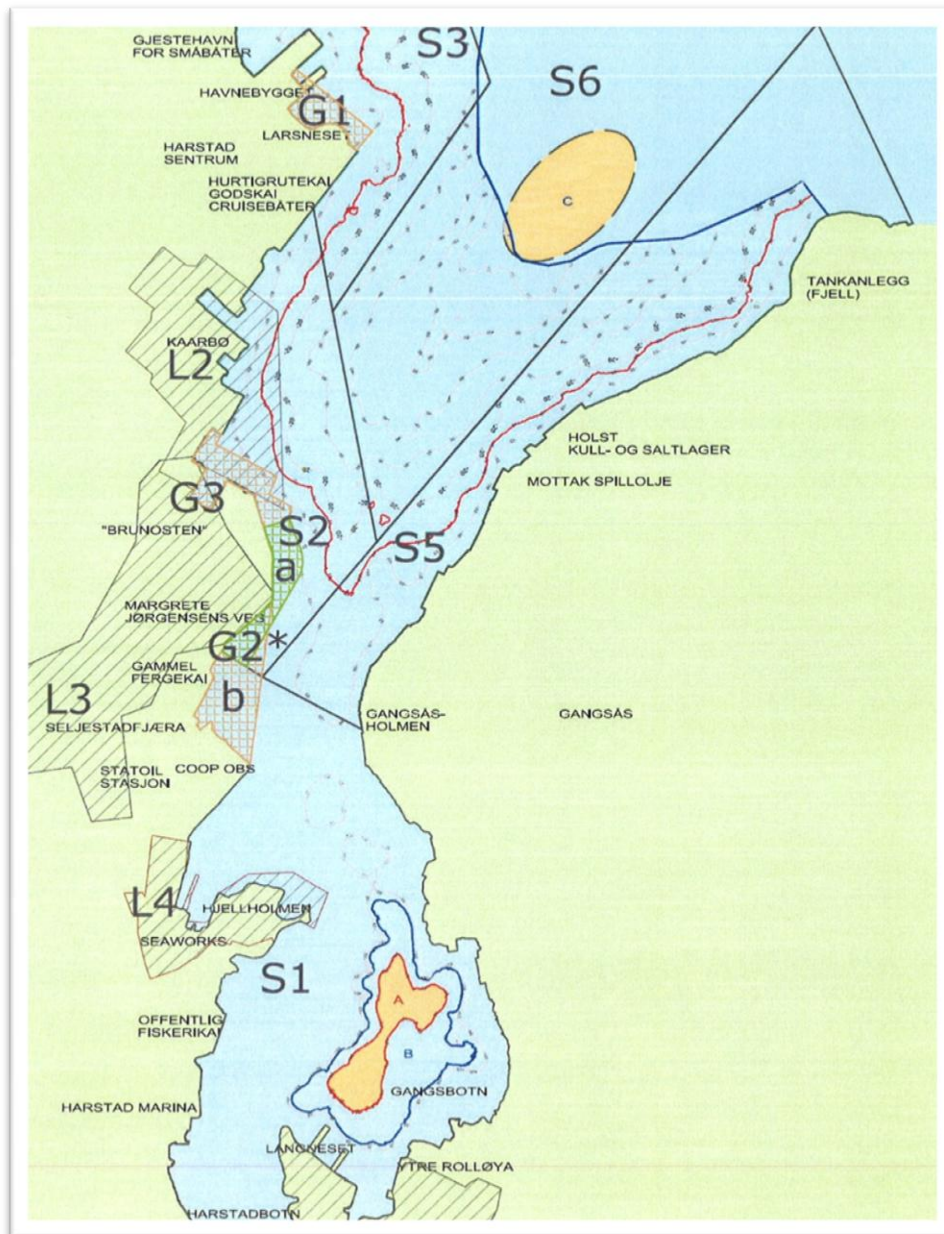 GJESTEHAVN
FOR SMÅBÅTER
S3
S6
HAVNEBYGGET
G1
LARSNESET
HARSTAD
SENTRUM
HURTIGRUTEKAI
GODSKAI
CRUISEBÅTER
C
TANKANLEGG
(FJELL)
KAARBØ
L2
HOLST
KULL- OG SALTLAGER
MOTTAK SPILLOLJE
G3
"BRUNOSTEN"
S2
a
S5
MARGRETE
JØRGENSENS VEG
G2*
GAMMEL
FERGEKAI
b
L3
SELJESTADFJÆRA
GANGSÅS-
HOLMEN
GANGSÅS
STATOIL
STASJON
COOP OBS
L4
HJELLHOLMEN
SEAWORKS
S1
A
OFFENTLIG
FISKERIKAI
B
GANGSBOTN
HARSTAD MARINA
LANGNESET
YTRE ROLLØYA
HARSTADBOTN